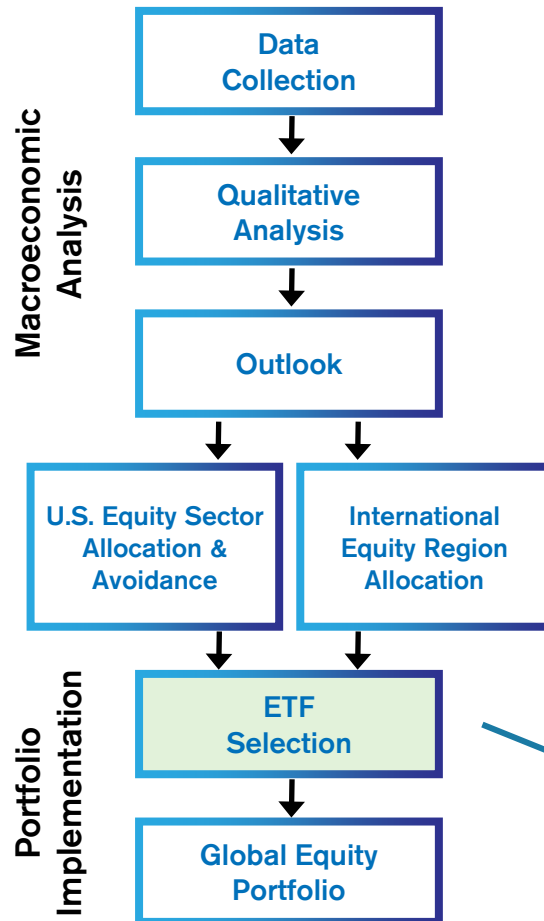 Macroeconomic
Analysis
Data
Collection
Qualitative
Analysis
Outlook
U.S. Equity Sector
Allocation &
Avoidance
International
Equity Region
Allocation
Portfolio
Implementation
ETF
Selection
Global Equity
Portfolio